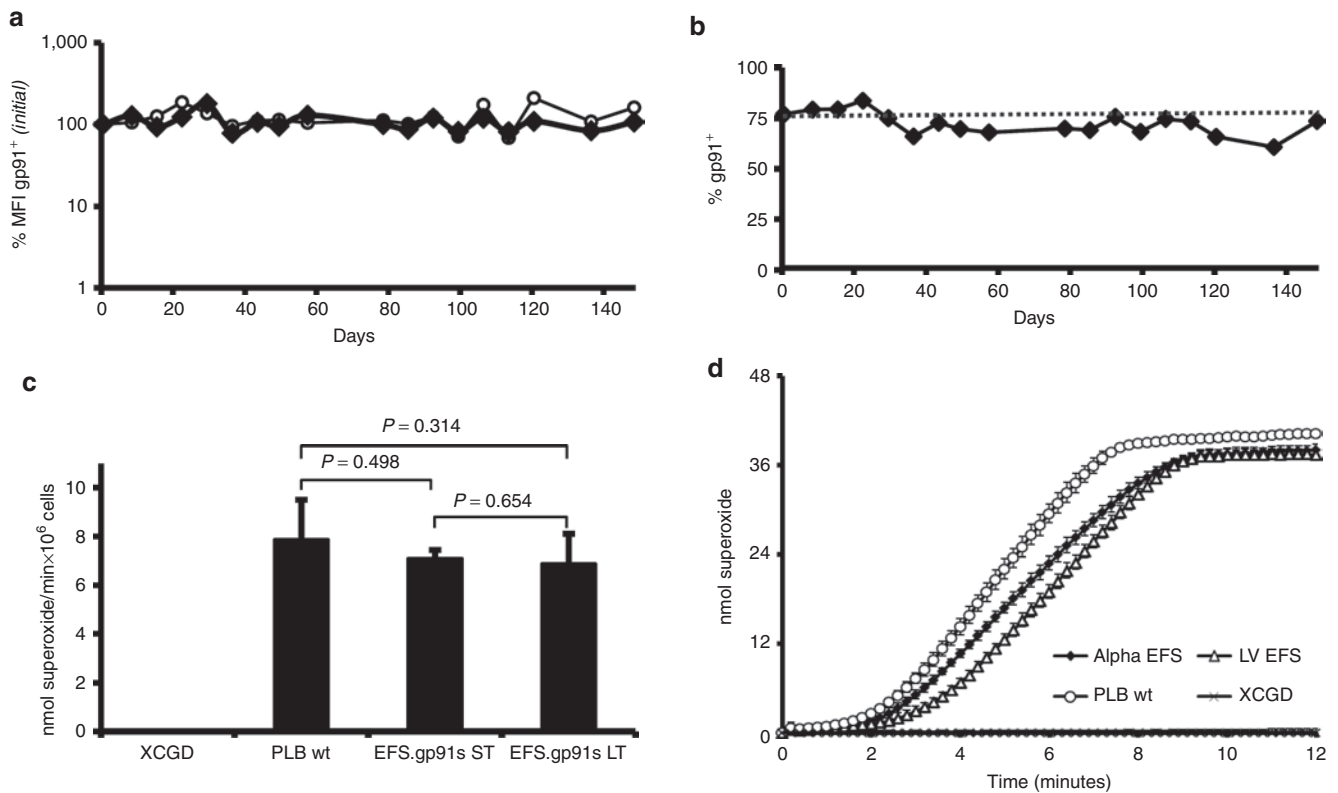 a
1,000
100
10
1
% MFI gp91+ (initial)
0 20 40 60 80 100 120 140
Days
b
100
75
50
25
0
% gp91+
0 20 40 60 80 100 120 140
Days
c
P = 0.314
P = 0.498
P = 0.654
10
8
6
4
2
0
nmol superoxide/min×10⁶ cells
XCGD PLB wt EFS.gp91s ST EFS.gp91s LT
d
48
36
24
12
0
nmol superoxide
Alpha EFS LV EFS
PLB wt XCGD
0 2 4 6 8 10 12
Time (minutes)